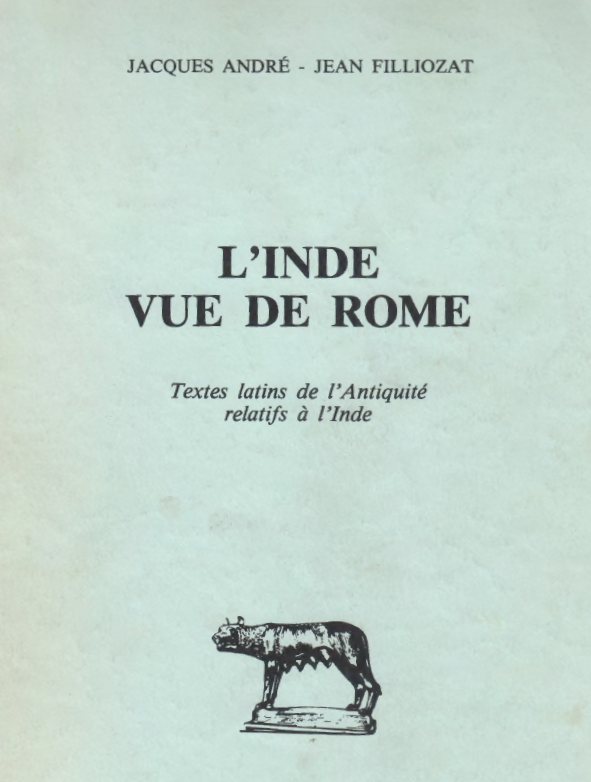 JACQUES ANDRÉ - JEAN FILLIOZAT
L'INDE
VUE DE ROME
Textes latins de l'Antiquité
relatifs à l'Inde